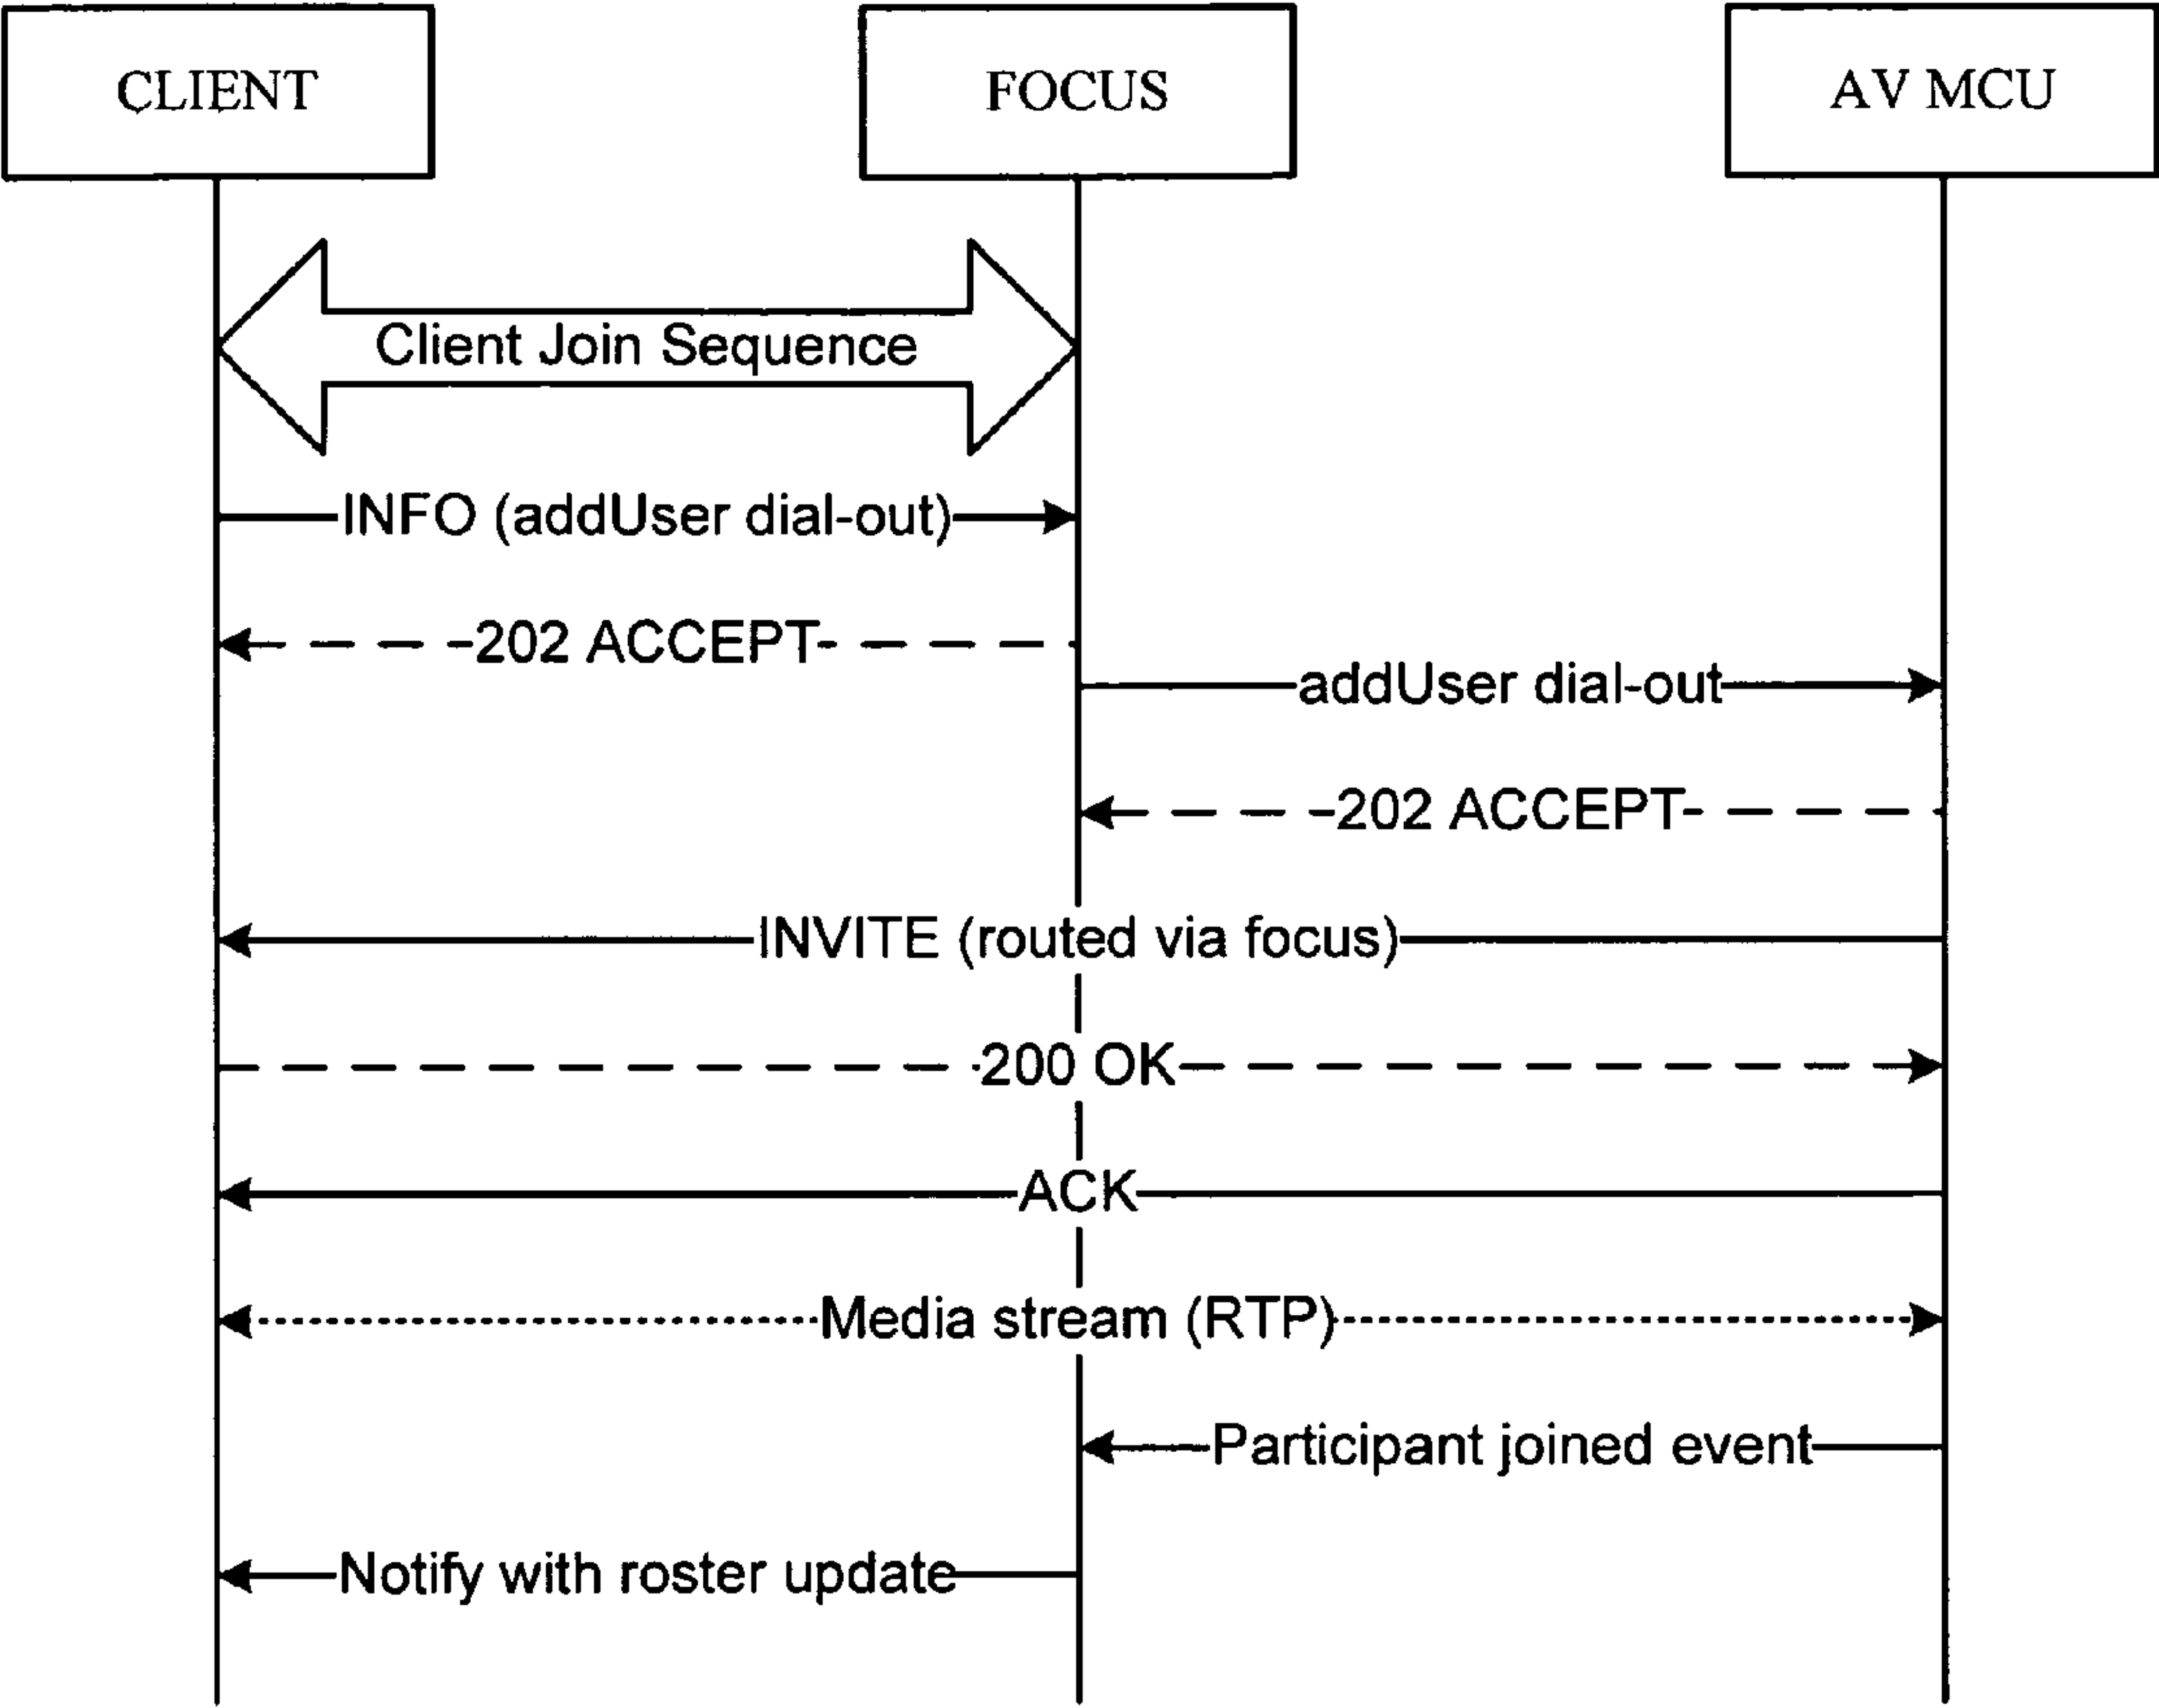 CLIENT
FOCUS
AV MCU
Client Join Sequence
INFO (addUser dial-out)
202 ACCEPT
addUser dial-out
202 ACCEPT
INVITE (routed via focus)
200 OK
ACK
Media stream (RTP)
Participant joined event
Notify with roster update